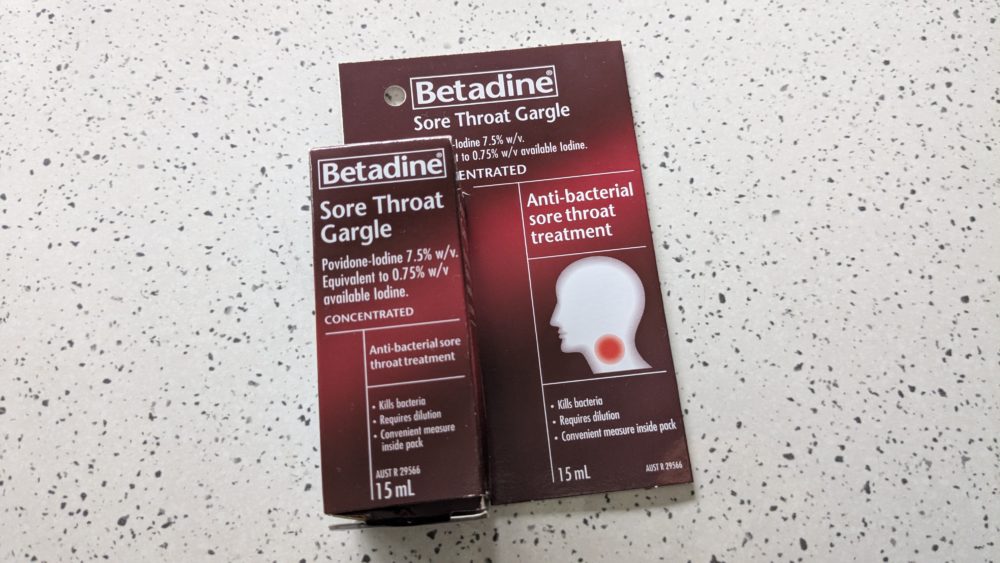 Betadine®
Sore Throat Gargle
-Iodine 7.5% w/v.
t to 0.75% w/v available Iodine.
ENTRATED
Anti-bacterial
sore throat
treatment
• Kills bacteria
• Requires dilution
• Convenient measure inside pack
15 mL
AUST R 29566
Betadine®
Sore Throat
Gargle
Povidone-Iodine 7.5% w/v.
Equivalent to 0.75% w/v
available Iodine.
CONCENTRATED
Anti-bacterial sore
throat treatment
• Kills bacteria
• Requires dilution
• Convenient measure
inside pack
AUST R 29566
15 mL